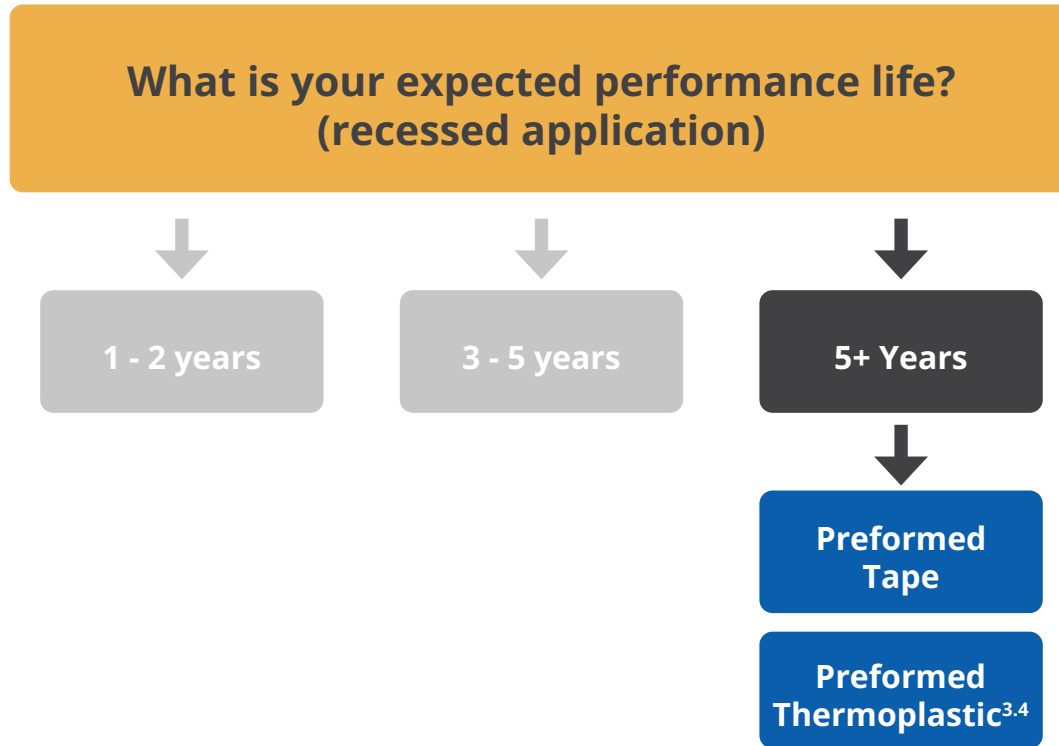 What is your expected performance life?
(recessed application)
1 - 2 years
3 - 5 years
5+ Years
Preformed
Tape
Preformed
Thermoplastic³·⁴